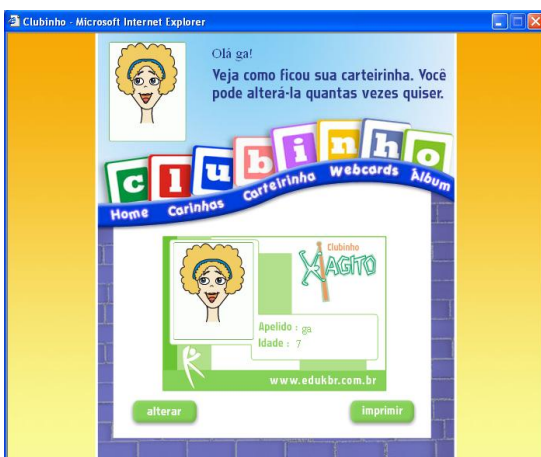 Clubinho - Microsoft Internet Explorer
Olá ga!
Veja como ficou sua carteirinha. Você
pode alterá-la quantas vezes quiser.
clubinho
Home Carinhas Carteirinha Webcards Álbum
Clubinho
XAGITO
Apelido : ga
Idade : 7
www.edukbr.com.br
alterar
imprimir